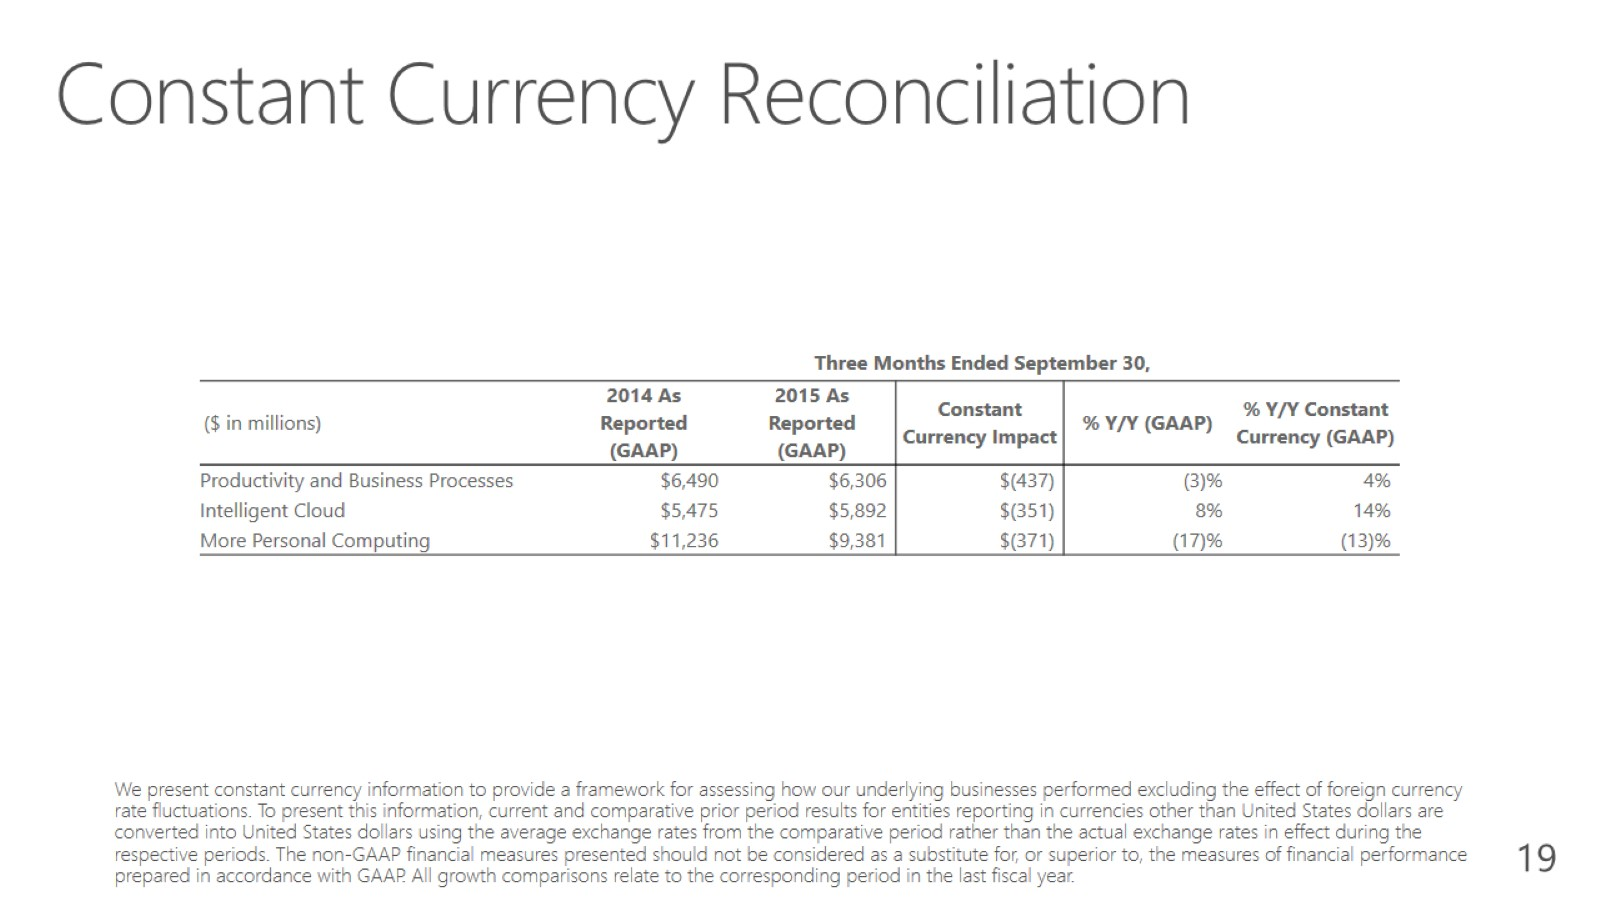 Constant Currency Reconciliation
Three Months Ended September 30,
($ in millions) 2014 As Reported (GAAP) 2015 As Reported (GAAP) Constant Currency Impact % Y/Y (GAAP) % Y/Y Constant Currency (GAAP)
Productivity and Business Processes $6,490 $6,306 $(437) (3)% 4%
Intelligent Cloud $5,475 $5,892 $(351) 8% 14%
More Personal Computing $11,236 $9,381 $(371) (17)% (13)%
We present constant currency information to provide a framework for assessing how our underlying businesses performed excluding the effect of foreign currency
rate fluctuations. To present this information, current and comparative prior period results for entities reporting in currencies other than United States dollars are
converted into United States dollars using the average exchange rates from the comparative period rather than the actual exchange rates in effect during the
respective periods. The non-GAAP financial measures presented should not be considered as a substitute for, or superior to, the measures of financial performance
prepared in accordance with GAAP. All growth comparisons relate to the corresponding period in the last fiscal year.
19